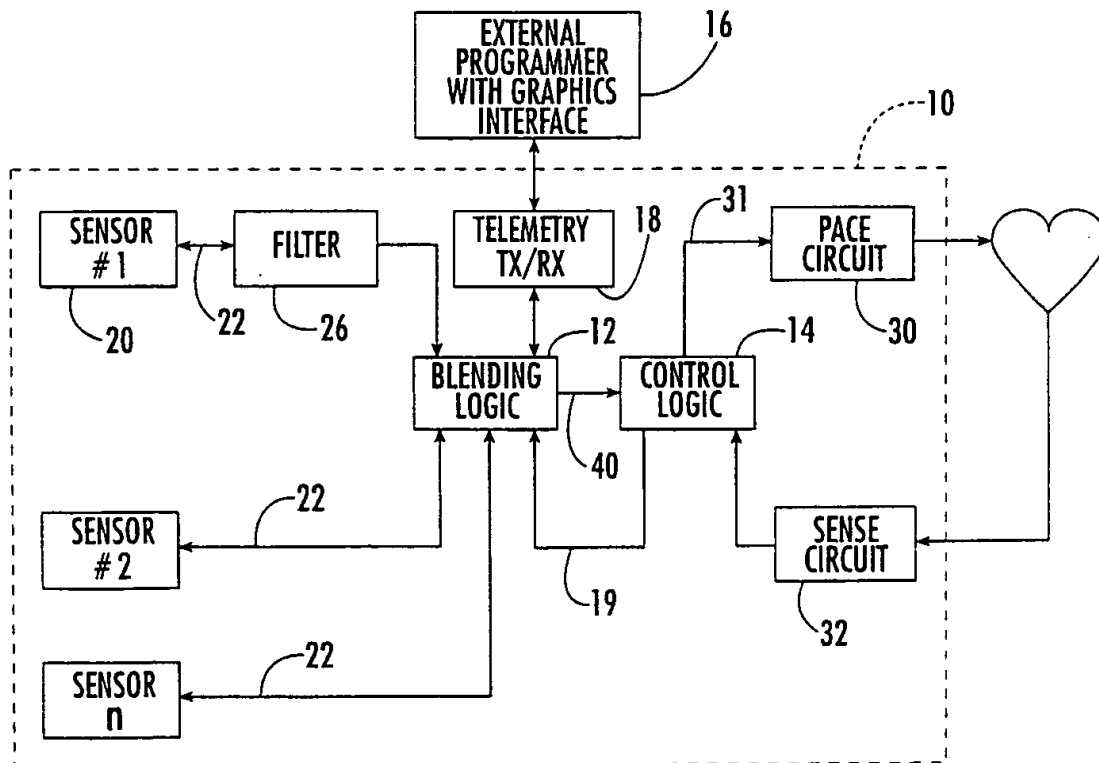 EXTERNAL
PROGRAMMER
WITH GRAPHICS
INTERFACE
16
10
SENSOR
#1
20
22
FILTER
26
TELEMETRY
TX/RX
18
31
PACE
CIRCUIT
30
12
BLENDING
LOGIC
14
CONTROL
LOGIC
40
22
SENSOR
#2
19
SENSE
CIRCUIT
32
22
SENSOR
n